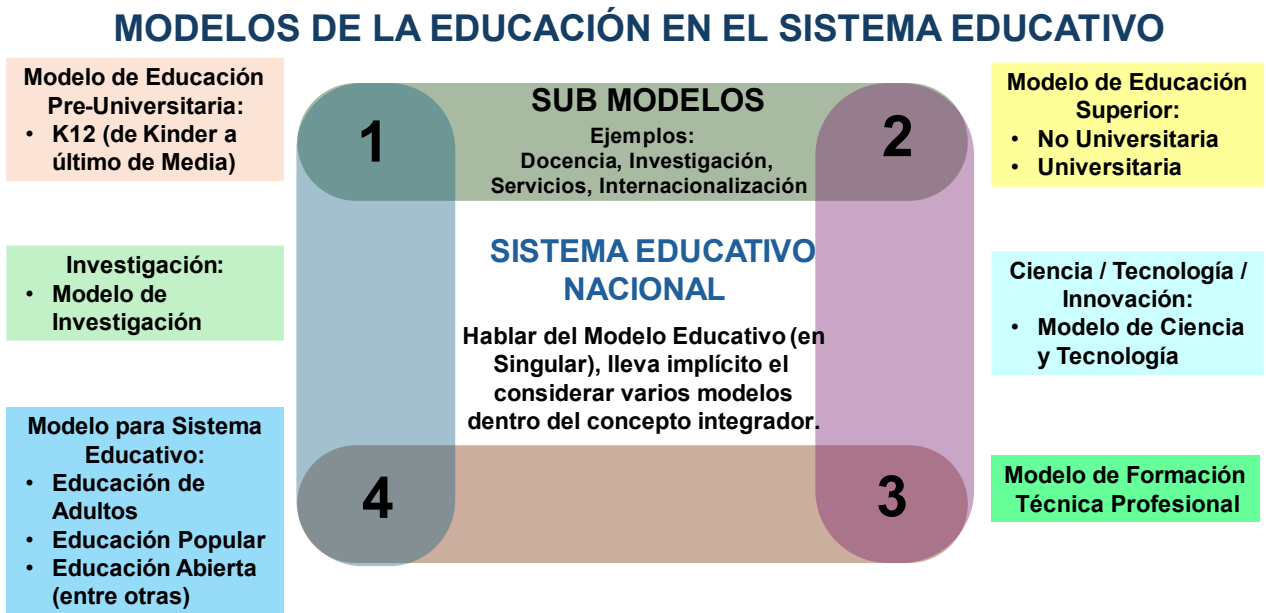 MODELOS DE LA EDUCACIÓN EN EL SISTEMA EDUCATIVO
Modelo de Educación
Pre-Universitaria:
• K12 (de Kinder a
último de Media)
Investigación:
• Modelo de
Investigación
Modelo para Sistema
Educativo:
• Educación de
Adultos
• Educación Popular
• Educación Abierta
(entre otras)
1
SUB MODELOS
Ejemplos:
Docencia, Investigación,
Servicios, Internacionalización
2
SISTEMA EDUCATIVO
NACIONAL
Hablar del Modelo Educativo (en
Singular), lleva implícito el
considerar varios modelos
dentro del concepto integrador.
4
3
Modelo de Educación
Superior:
• No Universitaria
• Universitaria
Ciencia / Tecnología /
Innovación:
• Modelo de Ciencia
y Tecnología
Modelo de Formación
Técnica Profesional